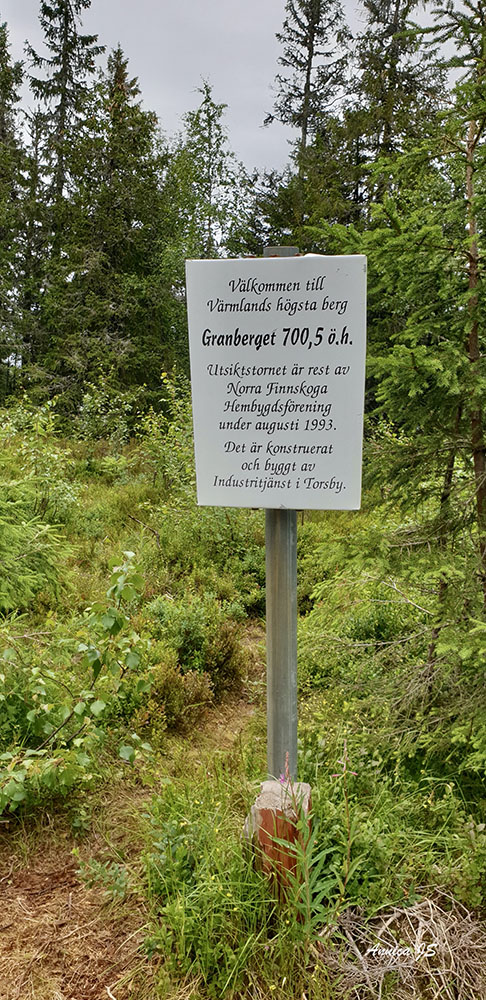 Välkommen till
Värmlands högsta berg
Granberget 700,5 ö.h.
Utsiktstornet är rest av
Norra Finnskoga
Hembygdsförening
under augusti 1993.
Det är konstruerat
och byggt av
Industritjänst i Torsby.
Annica JS